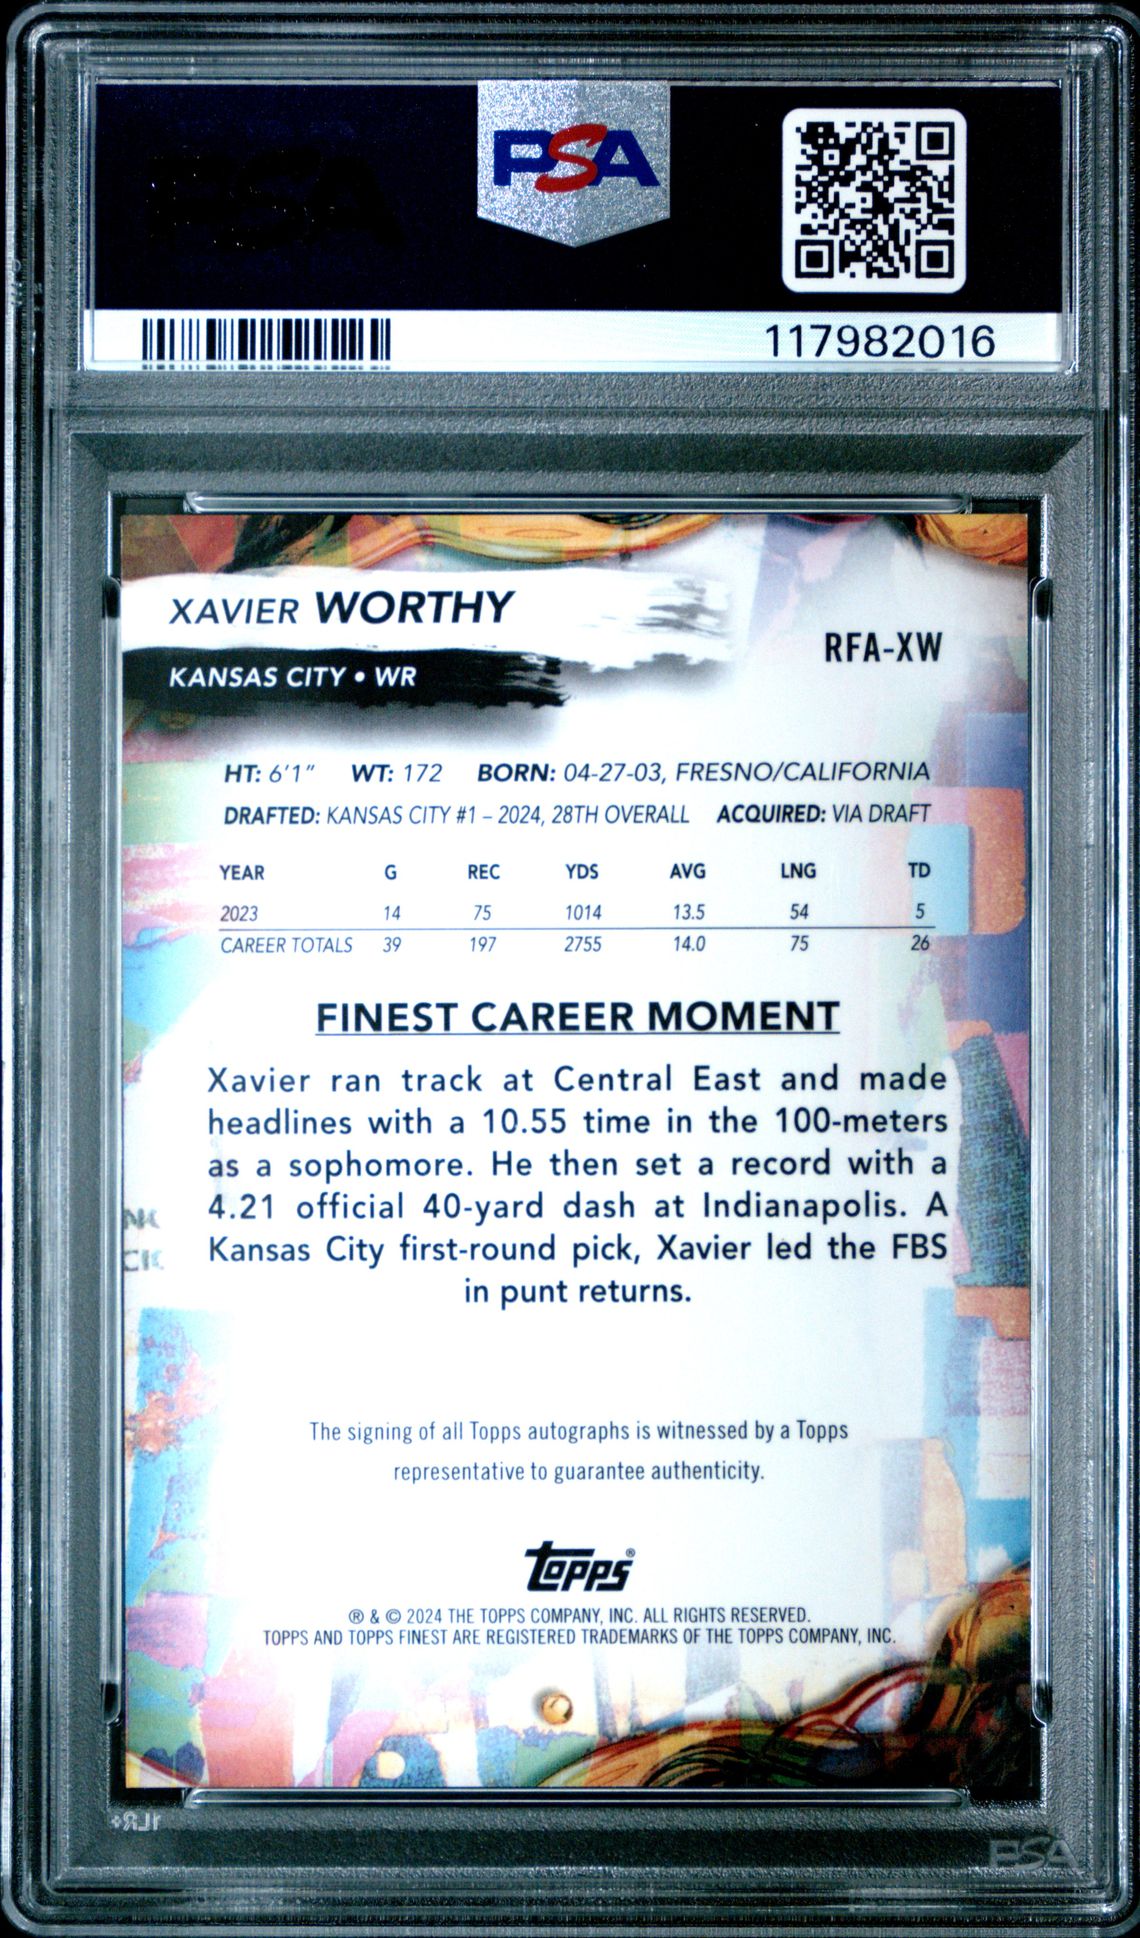 PSA
117982016
XAVIER WORTHY
RFA-XW
KANSAS CITY • WR
HT: 6'1" WT: 172 BORN: 04-27-03, FRESNO/CALIFORNIA
DRAFTED: KANSAS CITY #1 – 2024, 28TH OVERALL ACQUIRED: VIA DRAFT
YEAR G REC YDS AVG LNG TD
2023 14 75 1014 13.5 54 5
CAREER TOTALS 39 197 2755 14.0 75 26
FINEST CAREER MOMENT
Xavier ran track at Central East and made
headlines with a 10.55 time in the 100-meters
as a sophomore. He then set a record with a
4.21 official 40-yard dash at Indianapolis. A
Kansas City first-round pick, Xavier led the FBS
in punt returns.
The signing of all Topps autographs is witnessed by a Topps
representative to guarantee authenticity.
Topps®
® & © 2024 THE TOPPS COMPANY, INC. ALL RIGHTS RESERVED.
TOPPS AND TOPPS FINEST ARE REGISTERED TRADEMARKS OF THE TOPPS COMPANY, INC.
PSA